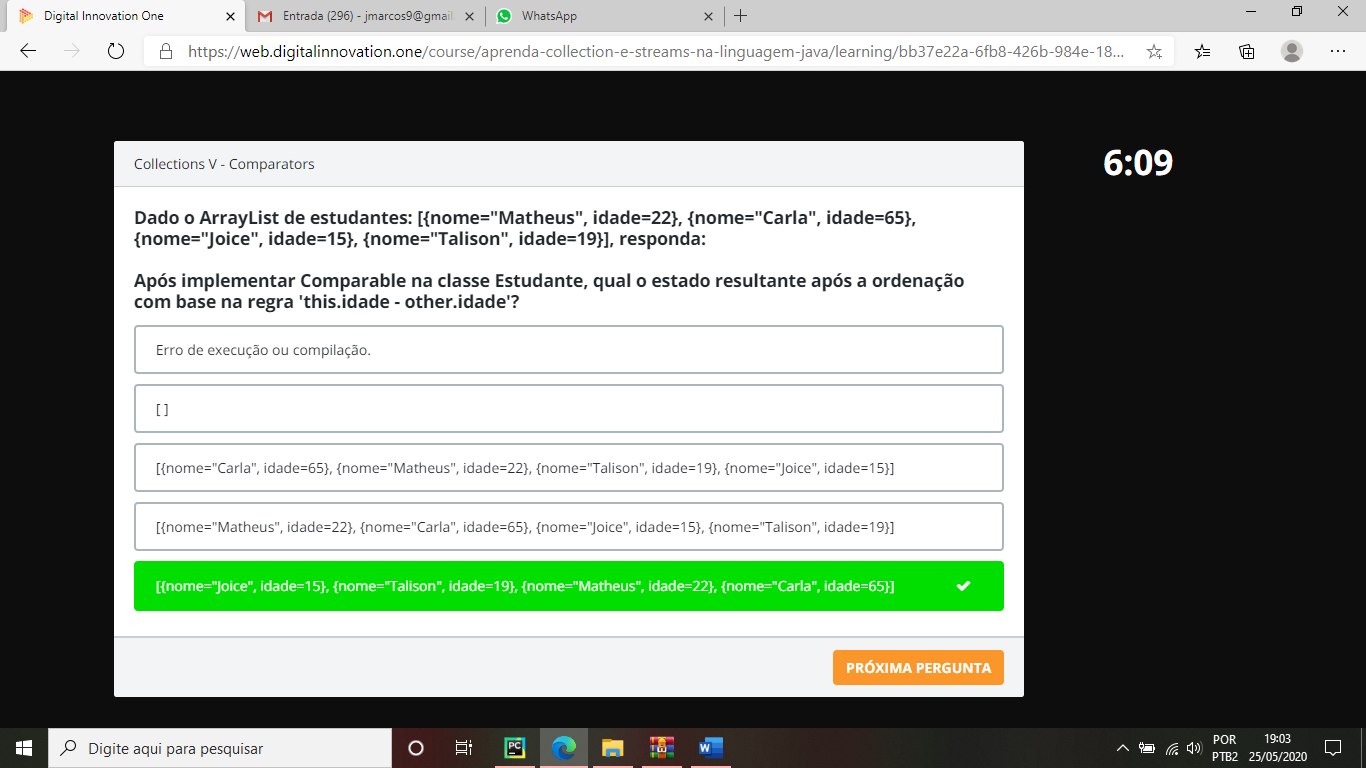 Digital Innovation One
Entrada (296) - jmarcos9@gmail.
WhatsApp
https://web.digitalinnovation.one/course/aprenda-collection-e-streams-na-linguagem-java/learning/bb37e22a-6fb8-426b-984e-18...
Collections V - Comparators
6:09
Dado o ArrayList de estudantes: [{nome="Matheus", idade=22}, {nome="Carla", idade=65},
{nome="Joice", idade=15}, {nome="Talison", idade=19}], responda:
Após implementar Comparable na classe Estudante, qual o estado resultante após a ordenação
com base na regra 'this.idade - other.idade'?
Erro de execução ou compilação.
[ ]
[{nome="Carla", idade=65}, {nome="Matheus", idade=22}, {nome="Talison", idade=19}, {nome="Joice", idade=15}]
[{nome="Matheus", idade=22}, {nome="Carla", idade=65}, {nome="Joice", idade=15}, {nome="Talison", idade=19}]
[{nome="Joice", idade=15}, {nome="Talison", idade=19}, {nome="Matheus", idade=22}, {nome="Carla", idade=65}]
PRÓXIMA PERGUNTA
Digite aqui para pesquisar
PC
W
POR
PTB2
19:03
25/05/2020